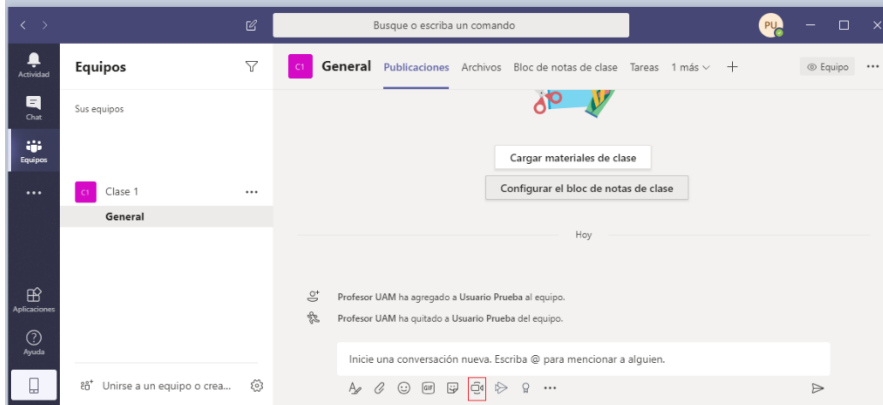 Busque o escriba un comando
PU
Actividad
Chat
Equipos
Aplicaciones
Ayuda
Equipos
Sus equipos
C1 Clase 1
General
Unirse a un equipo o crea...
C1 General Publicaciones Archivos Bloc de notas de clase Tareas 1 más
Equipo
Cargar materiales de clase
Configurar el bloc de notas de clase
Hoy
Profesor UAM ha agregado a Usuario Prueba al equipo.
Profesor UAM ha quitado a Usuario Prueba del equipo.
Inicie una conversación nueva. Escriba @ para mencionar a alguien.
GIF